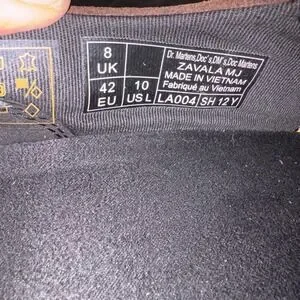 8
UK
42
EU
10
US L
Dr. Martens, Doc's, DM's, Doc Martens
ZAVALA MJ
MADE IN VIETNAM
Fabriqué au Vietnam
LA004
SH 12 Y